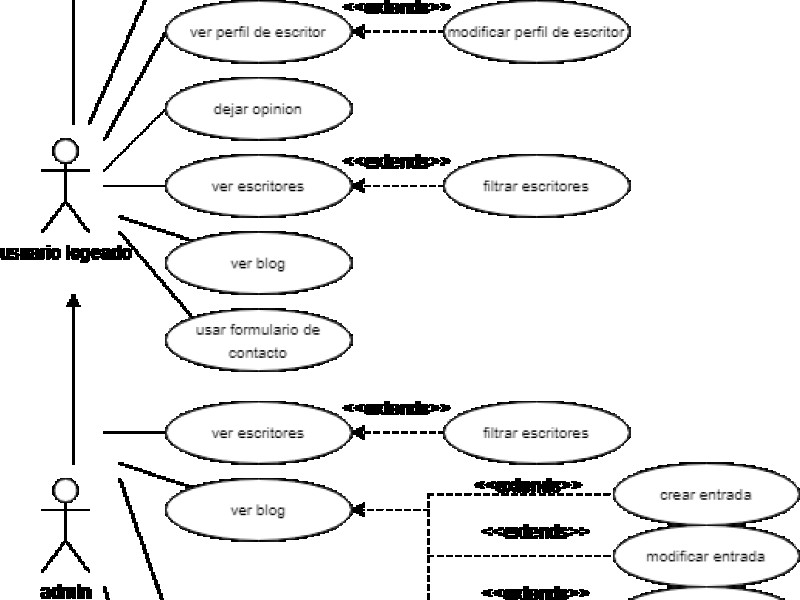 <<extends>>
ver perfil de escritor
modificar perfil de escritor
dejar opinion
<<extends>>
ver escritores
filtrar escritores
usuario logeado
ver blog
usar formulario de
contacto
<<extends>>
ver escritores
filtrar escritores
<<extends>>
crear entrada
ver blog
<<extends>>
modificar entrada
admin
<<extends>>